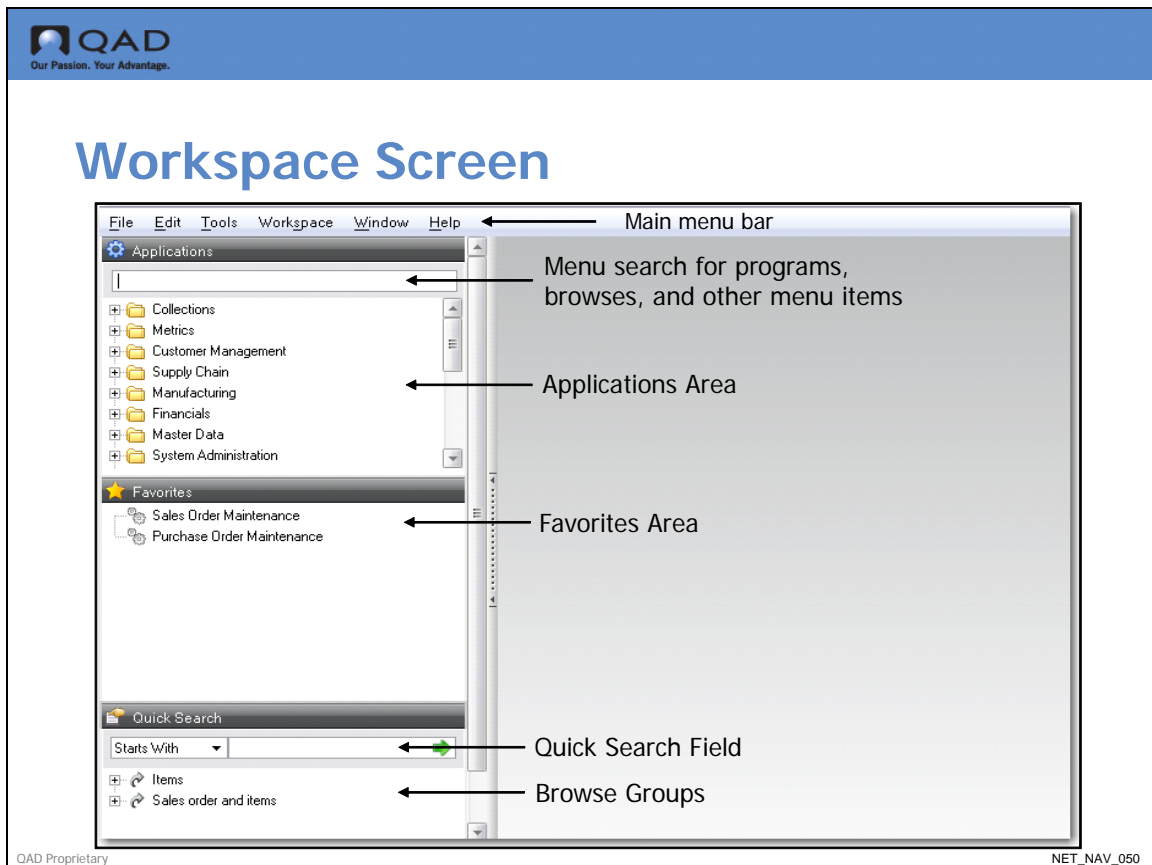 QAD
Our Passion. Your Advantage.
Workspace Screen
File Edit Tools Workspace Window Help
Main menu bar
Applications
Menu search for programs,
browses, and other menu items
Collections
Metrics
Customer Management
Supply Chain
Manufacturing
Financials
Master Data
System Administration
Applications Area
Favorites
Sales Order Maintenance
Purchase Order Maintenance
Favorites Area
Quick Search
Starts With
Quick Search Field
Items
Sales order and items
Browse Groups
QAD Proprietary
NET_NAV_050